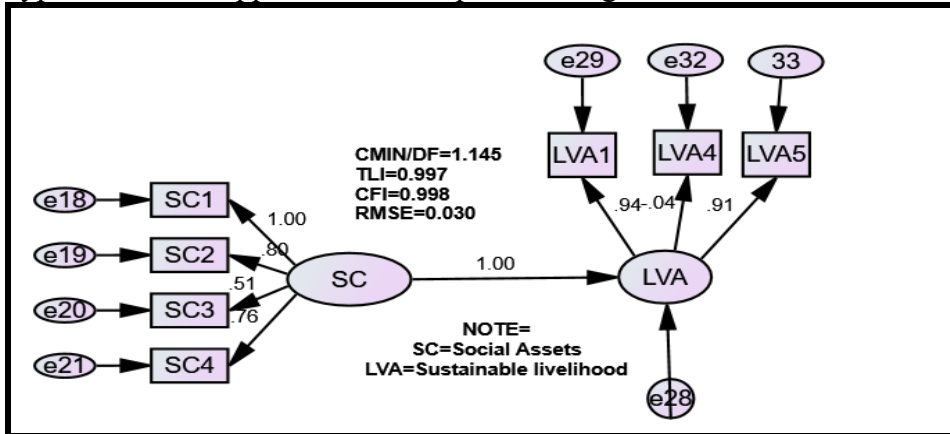 e29
e32
33
LVA1
LVA4
LVA5
CMIN/DF=1.145
TLI=0.997
CFI=0.998
RMSE=0.030
.94
-.04
.91
e18
SC1
1.00
e19
SC2
.80
SC
1.00
LVA
e20
SC3
.51
e21
SC4
.76
NOTE=
SC=Social Assets
LVA=Sustainable livelihood
e28